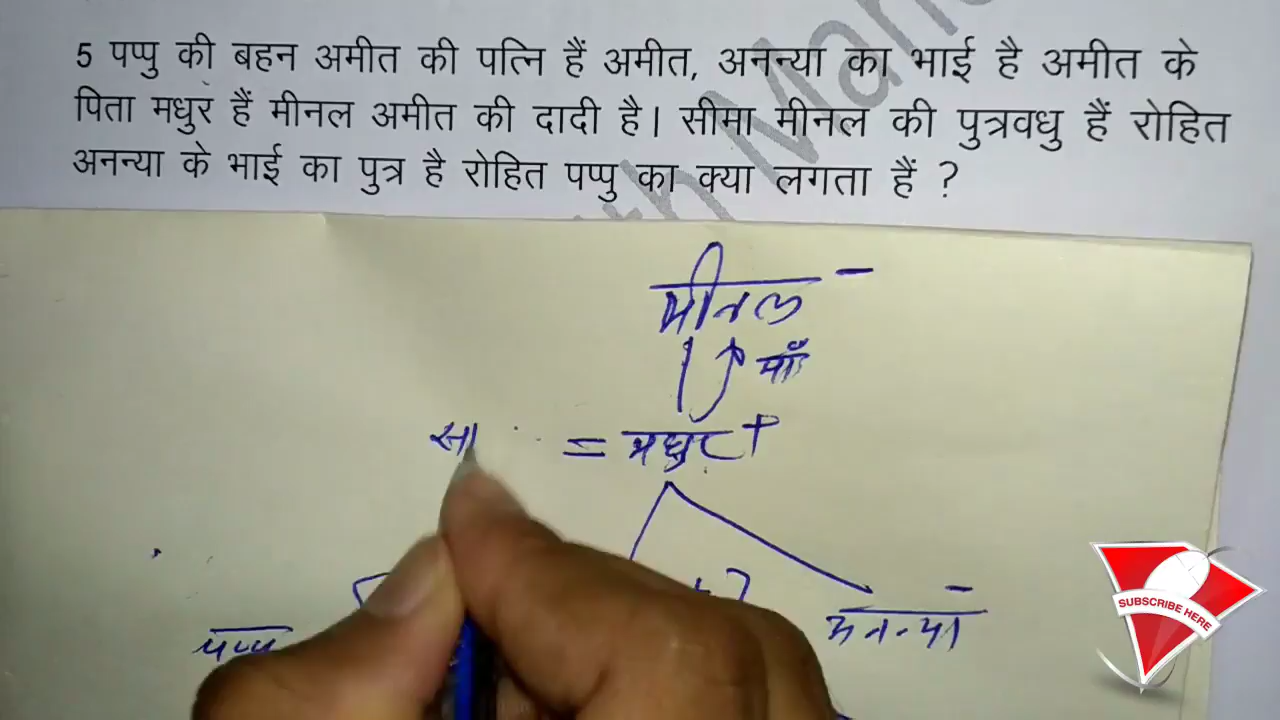 5 पप्पु की बहन अमीत की पत्नि हैं अमीत, अनन्या का भाई है अमीत के
पिता मधुर हैं मीनल अमीत की दादी है। सीमा मीनल की पुत्रवधु हैं रोहित
अनन्या के भाई का पुत्र है रोहित पप्पु का क्या लगता हैं ?
मीनल -
माँ
= मधुर +
-
पप्पु
अनन्या
SUBSCRIBE HERE